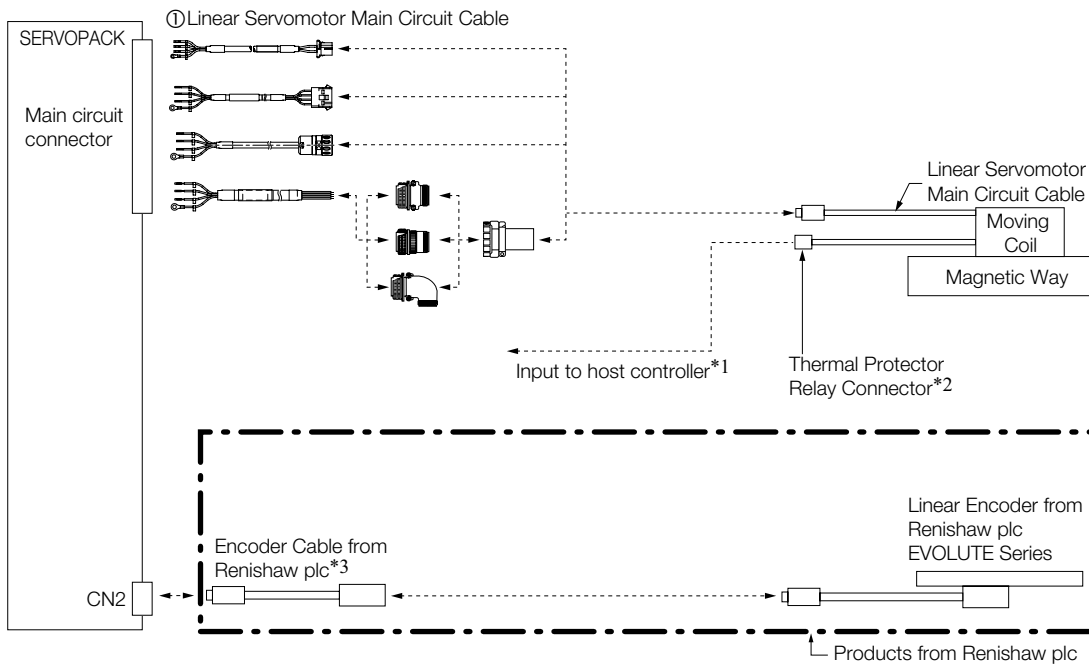 ①Linear Servomotor Main Circuit Cable
SERVOPACK
Main circuit
connector
Linear Servomotor
Main Circuit Cable
Moving
Coil
Magnetic Way
Input to host controller*1
Thermal Protector
Relay Connector*2
Linear Encoder from
Renishaw plc
EVOLUTE Series
Encoder Cable from
Renishaw plc*3
CN2
Products from Renishaw plc